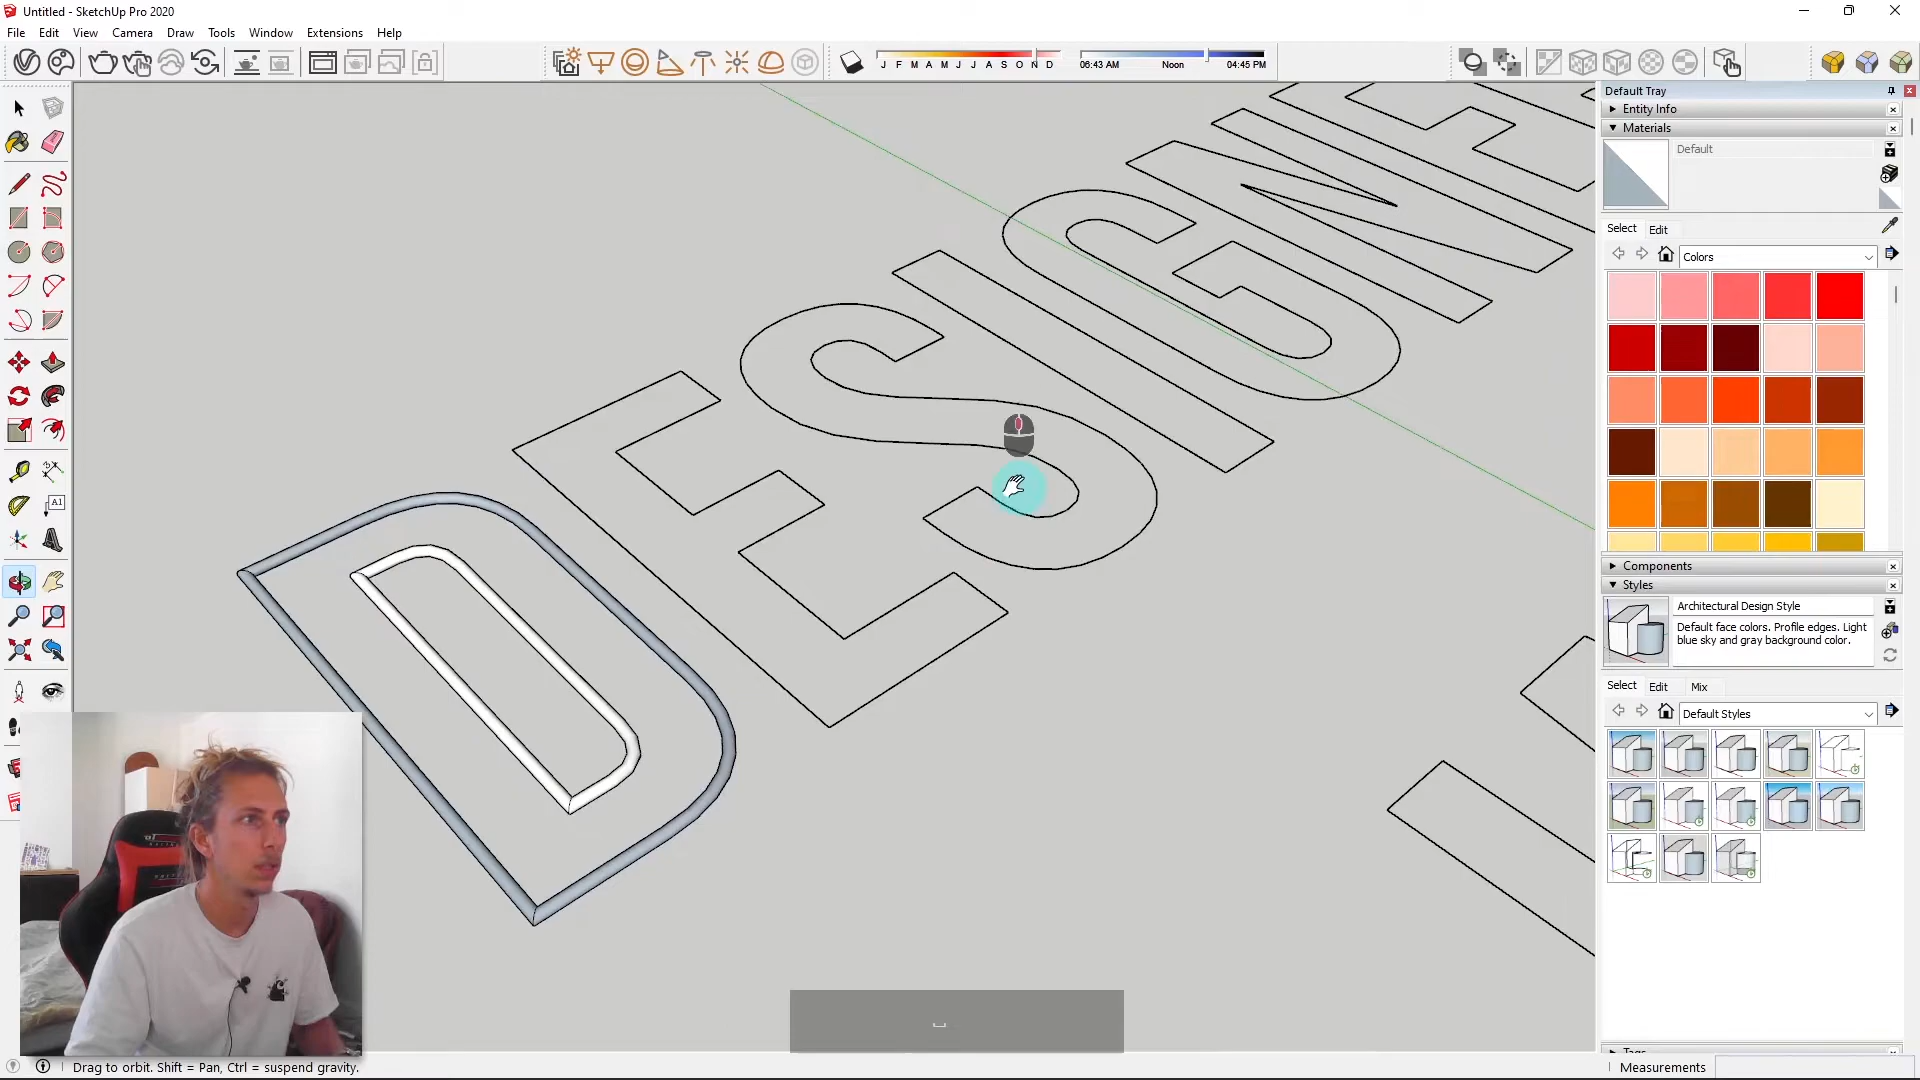 Untitled - SketchUp Pro 2020
File Edit View Camera Draw Tools Window Extensions Help
J F M A M J J A S O N D
06:43 AM Noon 04:45 PM
Default Tray
Entity Info
Materials
Default
Select Edit
Colors
A1
DESIGNE
Components
Styles
Architectural Design Style
Default face colors. Profile edges. Light
blue sky and gray background color.
Select Edit Mix
Default Styles
Tags
Drag to orbit. Shift = Pan, Ctrl = suspend gravity.
Measurements